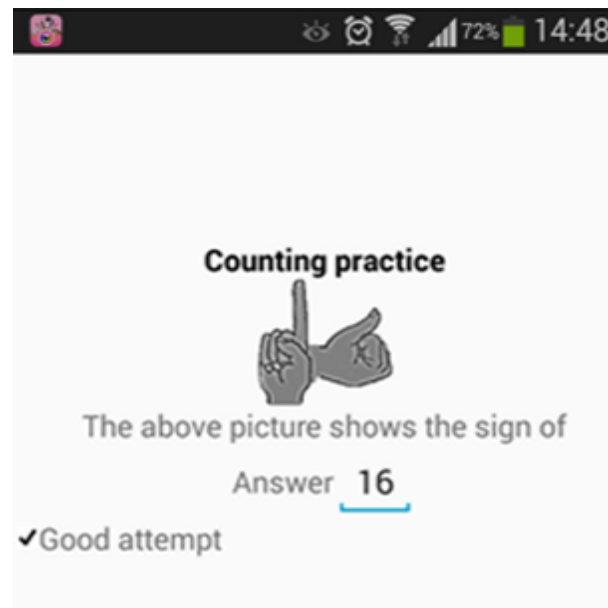 72% 14:48
Counting practice
The above picture shows the sign of
Answer 16
✓Good attempt